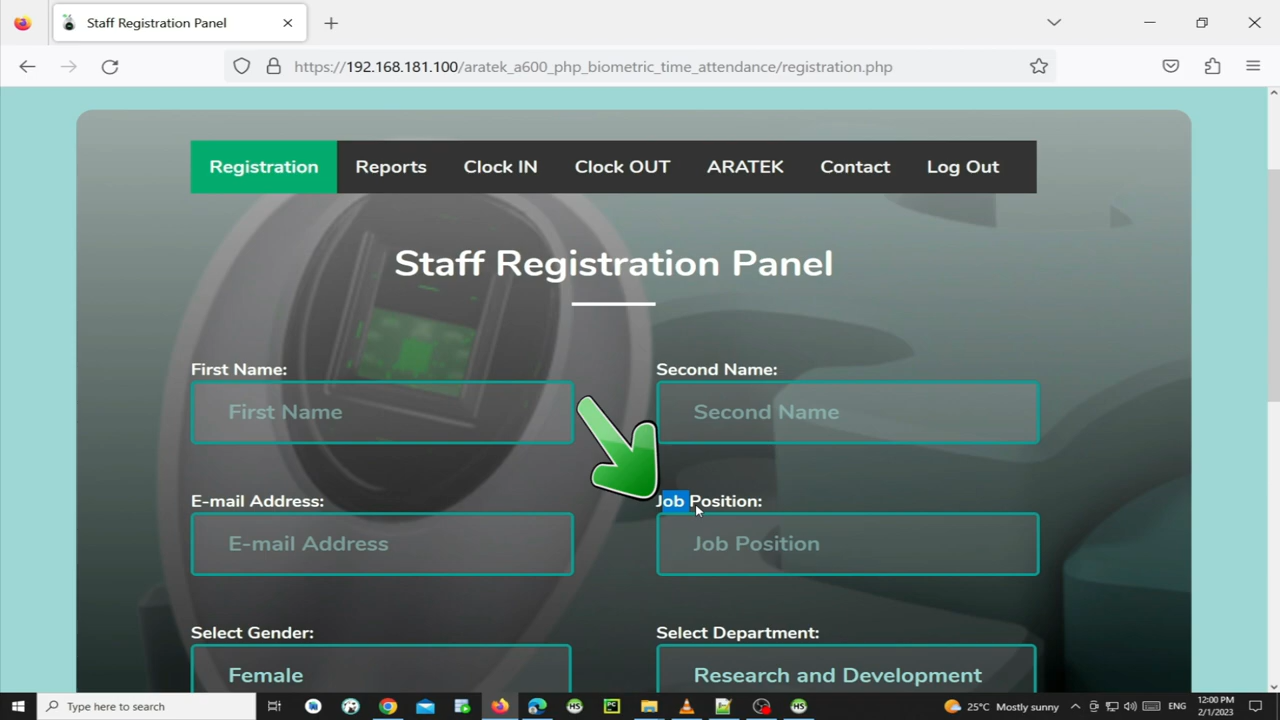 Staff Registration Panel
https://192.168.181.100/aratek_a600_php_biometric_time_attendance/registration.php
Registration Reports Clock IN Clock OUT ARATEK Contact Log Out
Staff Registration Panel
First Name: Second Name:
First Name Second Name
E-mail Address: Job Position:
E-mail Address Job Position
Select Gender: Select Department:
Female Research and Development
Type here to search 25°C Mostly sunny ENG 12:00 PM
2/1/2023